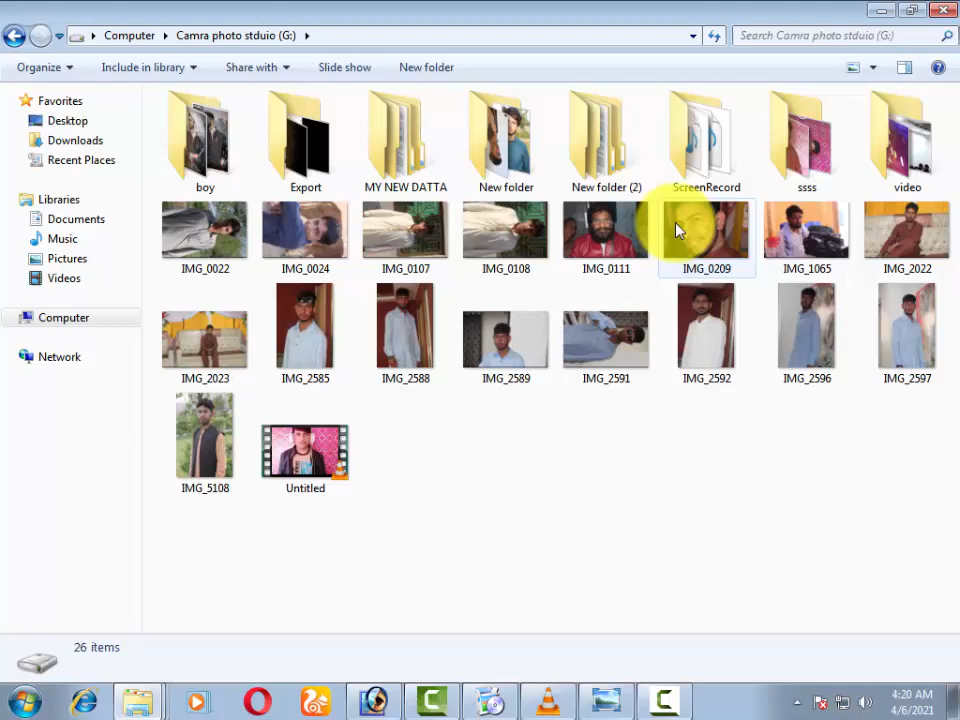 Computer Camra photo stduio (G:)
Search Camra photo stduio (G:)
Organize Include in library Share with Slide show New folder
Favorites
Desktop
Downloads
Recent Places
Libraries
Documents
Music
Pictures
Videos
Computer
Network
boy Export MY NEW DATTA New folder New folder (2) ScreenRecord ssss video
IMG_0022 IMG_0024 IMG_0107 IMG_0108 IMG_0111 IMG_0209 IMG_1065 IMG_2022
IMG_2023 IMG_2585 IMG_2588 IMG_2589 IMG_2591 IMG_2592 IMG_2596 IMG_2597
IMG_5108 Untitled
26 items
4:20 AM
4/6/2021